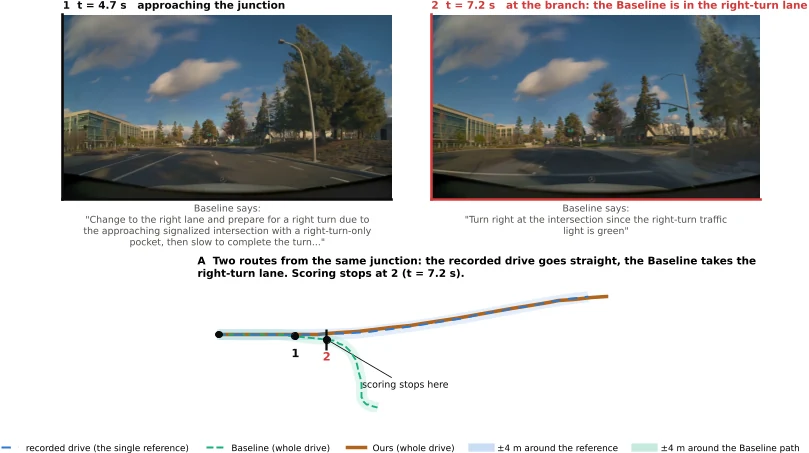 1  t = 4.7 s   approaching the junction
2  t = 7.2 s   at the branch: the Baseline is in the right-turn lane
Baseline says:
"Change to the right lane and prepare for a right turn due to
the approaching signalized intersection with a right-turn-only
pocket, then slow to complete the turn..."
Baseline says:
"Turn right at the intersection since the right-turn traffic
light is green"
A  Two routes from the same junction: the recorded drive goes straight, the Baseline takes the
right-turn lane. Scoring stops at 2 (t = 7.2 s).
1
2
scoring stops here
recorded drive (the single reference)
Baseline (whole drive)
Ours (whole drive)
±4 m around the reference
±4 m around the Baseline path